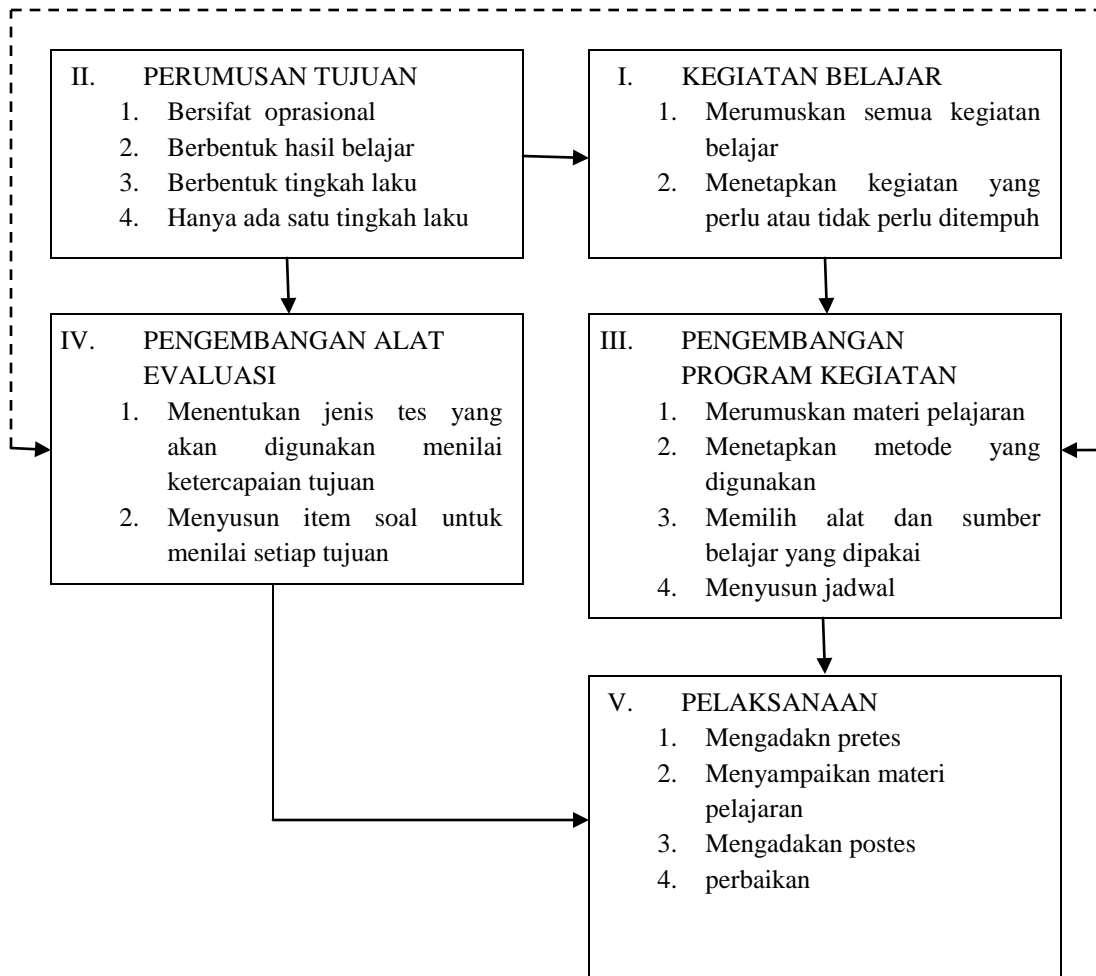 II. PERUMUSAN TUJUAN
1. Bersifat oprasional
2. Berbentuk hasil belajar
3. Berbentuk tingkah laku
4. Hanya ada satu tingkah laku
I. KEGIATAN BELAJAR
1. Merumuskan semua kegiatan
belajar
2. Menetapkan kegiatan yang
perlu atau tidak perlu ditempuh
IV. PENGEMBANGAN ALAT
EVALUASI
1. Menentukan jenis tes yang
akan digunakan menilai
ketercapaian tujuan
2. Menyusun item soal untuk
menilai setiap tujuan
III. PENGEMBANGAN
PROGRAM KEGIATAN
1. Merumuskan materi pelajaran
2. Menetapkan metode yang
digunakan
3. Memilih alat dan sumber
belajar yang dipakai
4. Menyusun jadwal
V. PELAKSANAAN
1. Mengadakn pretes
2. Menyampaikan materi
pelajaran
3. Mengadakan postes
4. perbaikan